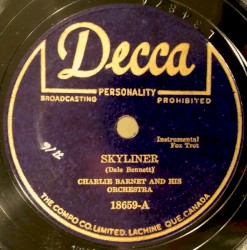 Decca
PERSONALITY
BROADCASTING PROHIBITED
Instrumental
Fox Trot
SKYLINER
(Dale Bennett)
CHARLIE BARNET AND HIS
ORCHESTRA
18659-A
THE COMPO CO. LIMITED. LACHINE QUE. CANADA